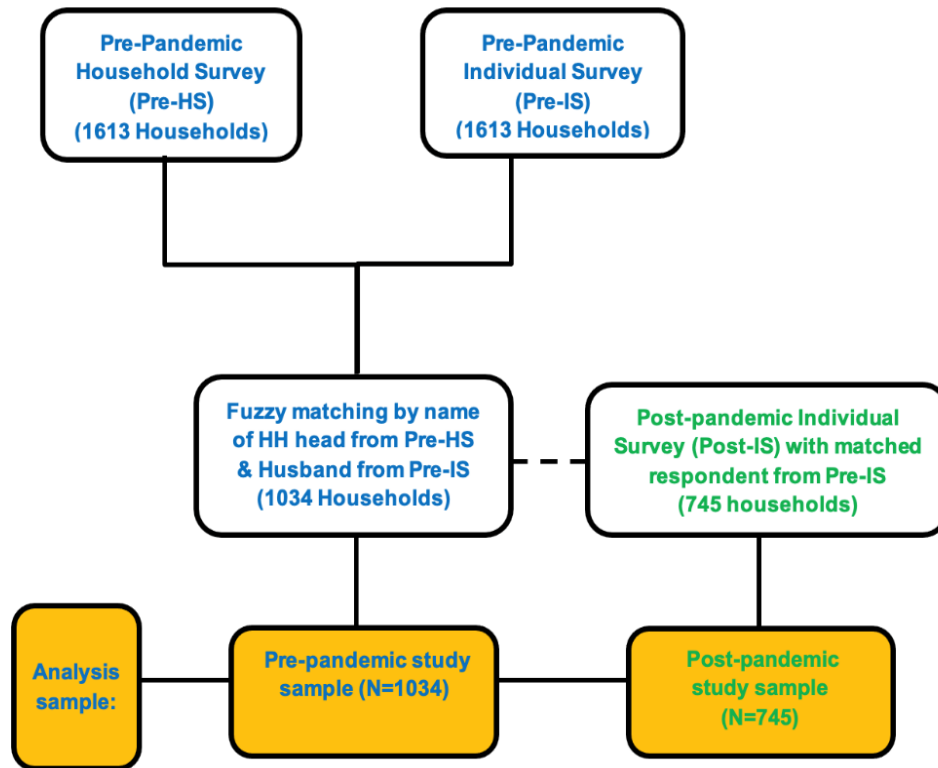 Pre-Pandemic
Household Survey
(Pre-HS)
(1613 Households)
Pre-Pandemic
Individual Survey
(Pre-IS)
(1613 Households)
Fuzzy matching by name
of HH head from Pre-HS
& Husband from Pre-IS
(1034 Households)
Post-pandemic Individual
Survey (Post-IS) with matched
respondent from Pre-IS
(745 households)
Analysis
sample:
Pre-pandemic study
sample (N=1034)
Post-pandemic
study sample
(N=745)